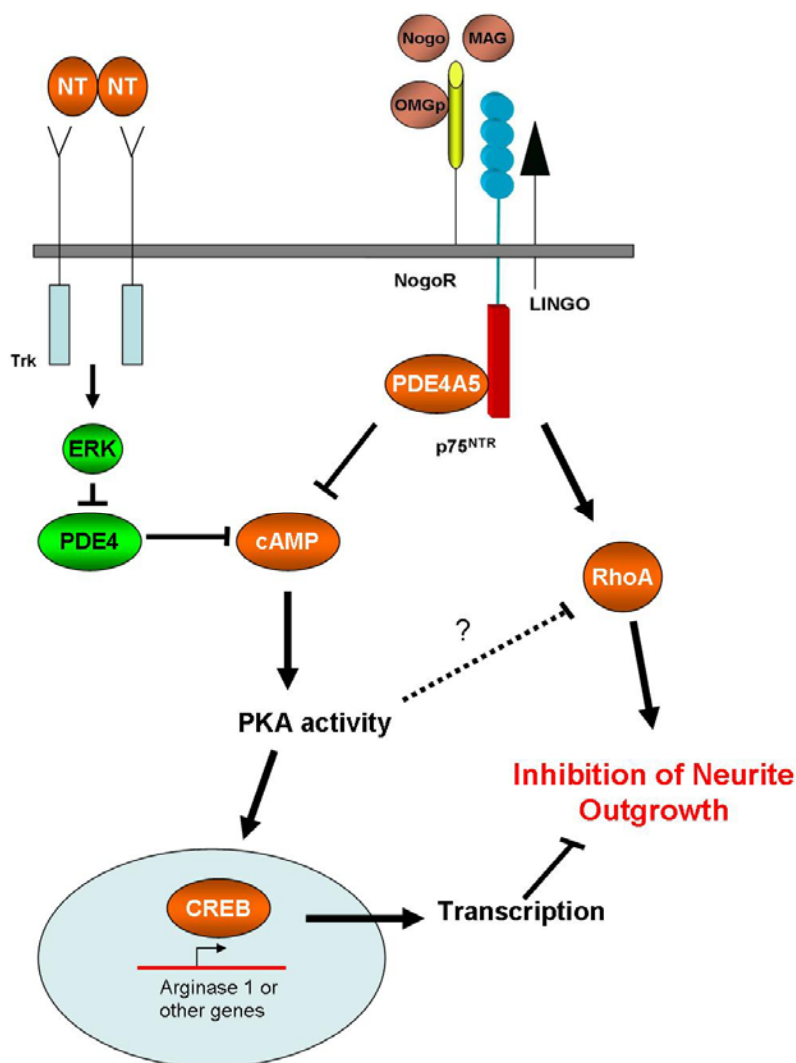 Nogo
MAG
NT
NT
OMGp
NogoR
LINGO
Trk
PDE4A5
p75NTR
ERK
PDE4
cAMP
RhoA
?
PKA activity
Inhibition of Neurite
Outgrowth
CREB
Transcription
Arginase 1 or
other genes